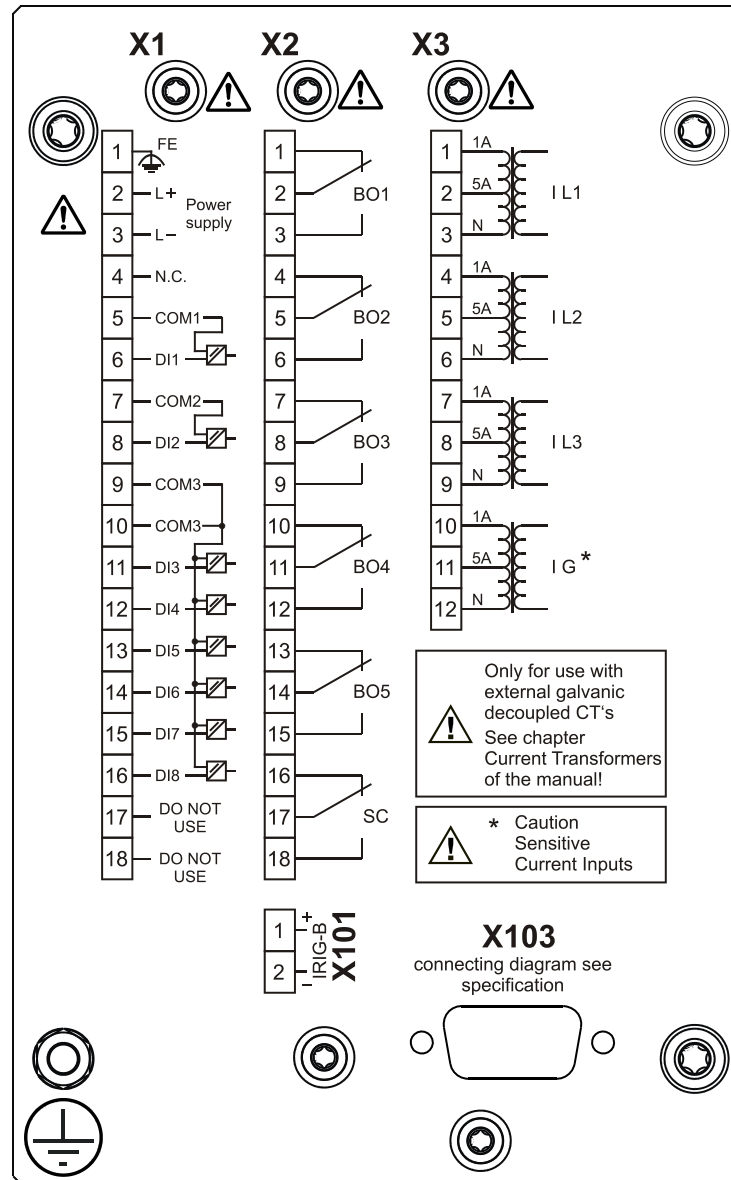 X1 X2 X3
1 FE
2 L+
Power
supply
3 L−
4 N.C.
5 COM1
6 DI1
7 COM2
8 DI2
9 COM3
10 COM3
11 DI3
12 DI4
13 DI5
14 DI6
15 DI7
16 DI8
17 DO NOT
USE
18 DO NOT
USE
1
2 BO1
3
4
5 BO2
6
7
8 BO3
9
10
11 BO4
12
13
14 BO5
15
16
17 SC
18
1 1A
2 5A I L1
3 N
4 1A
5 5A I L2
6 N
7 1A
8 5A I L3
9 N
10 1A
11 5A I G*
12 N
Only for use with
external galvanic
decoupled CT‘s
See chapter
Current Transformers
of the manual!
* Caution
Sensitive
Current Inputs
1 +
2 −
IRIG-B
X101
X103
connecting diagram see
specification